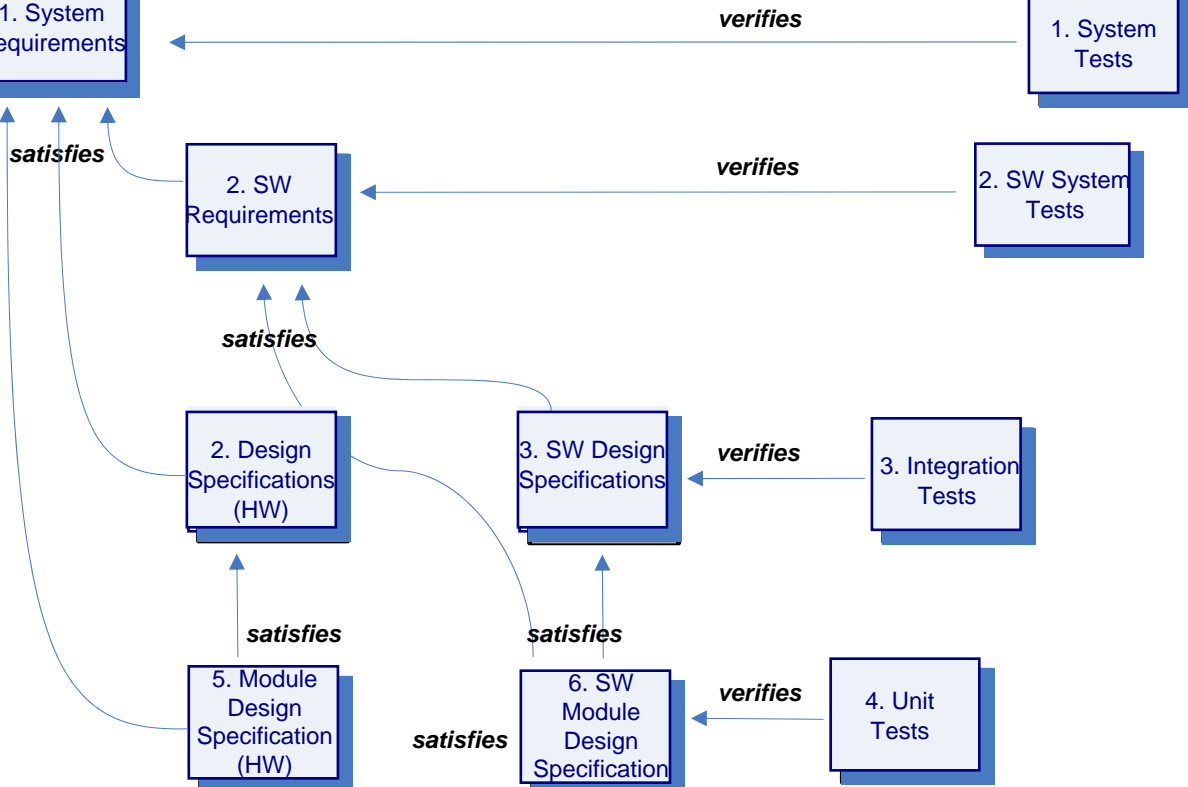 verifies
1. System
equirements
1. System
Tests
satisfies
2. SW
Requirements
verifies
2. SW System
Tests
satisfies
2. Design
Specifications
(HW)
3. SW Design
Specifications
verifies
3. Integration
Tests
satisfies
satisfies
5. Module
Design
Specification
(HW)
satisfies
6. SW
Module
Design
Specification
verifies
4. Unit
Tests